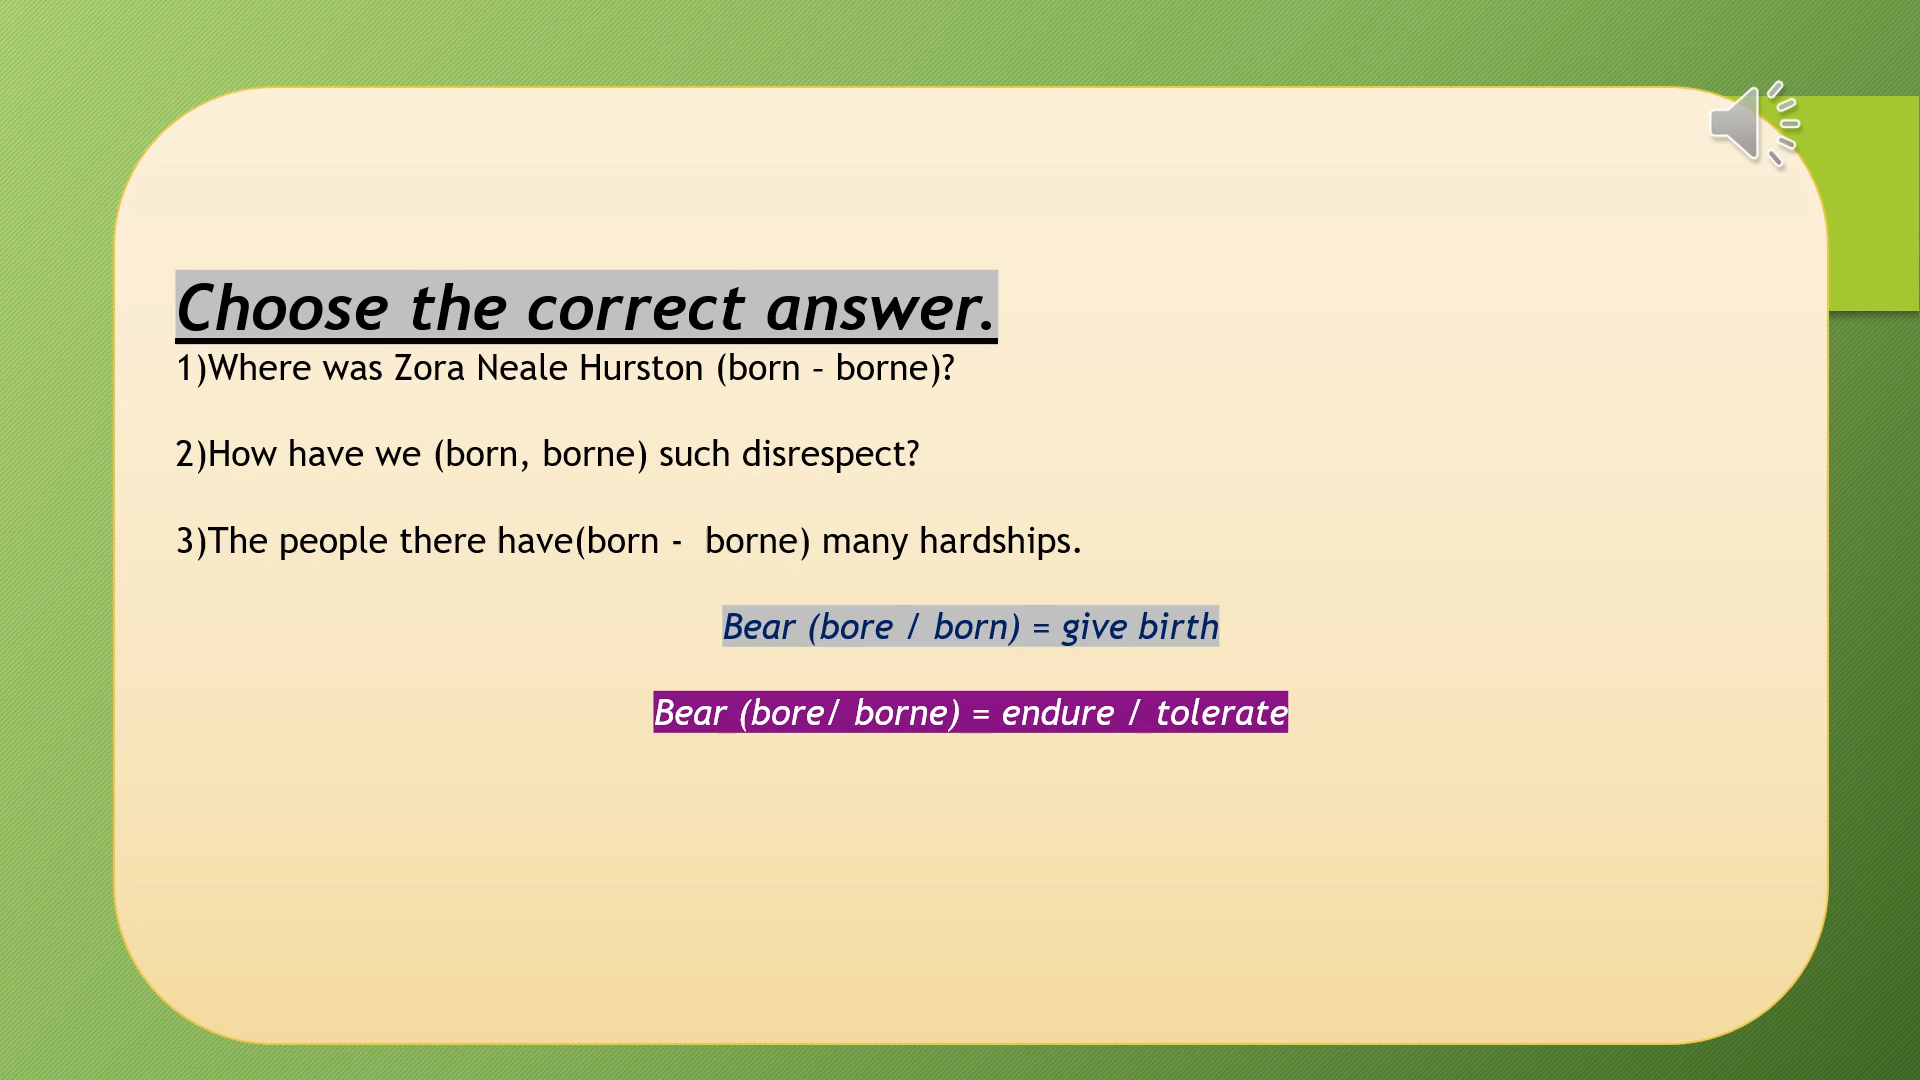 Choose the correct answer.
1)Where was Zora Neale Hurston (born – borne)?
2)How have we (born, borne) such disrespect?
3)The people there have(born -  borne) many hardships.
Bear (bore / born) = give birth
Bear (bore/ borne) = endure / tolerate